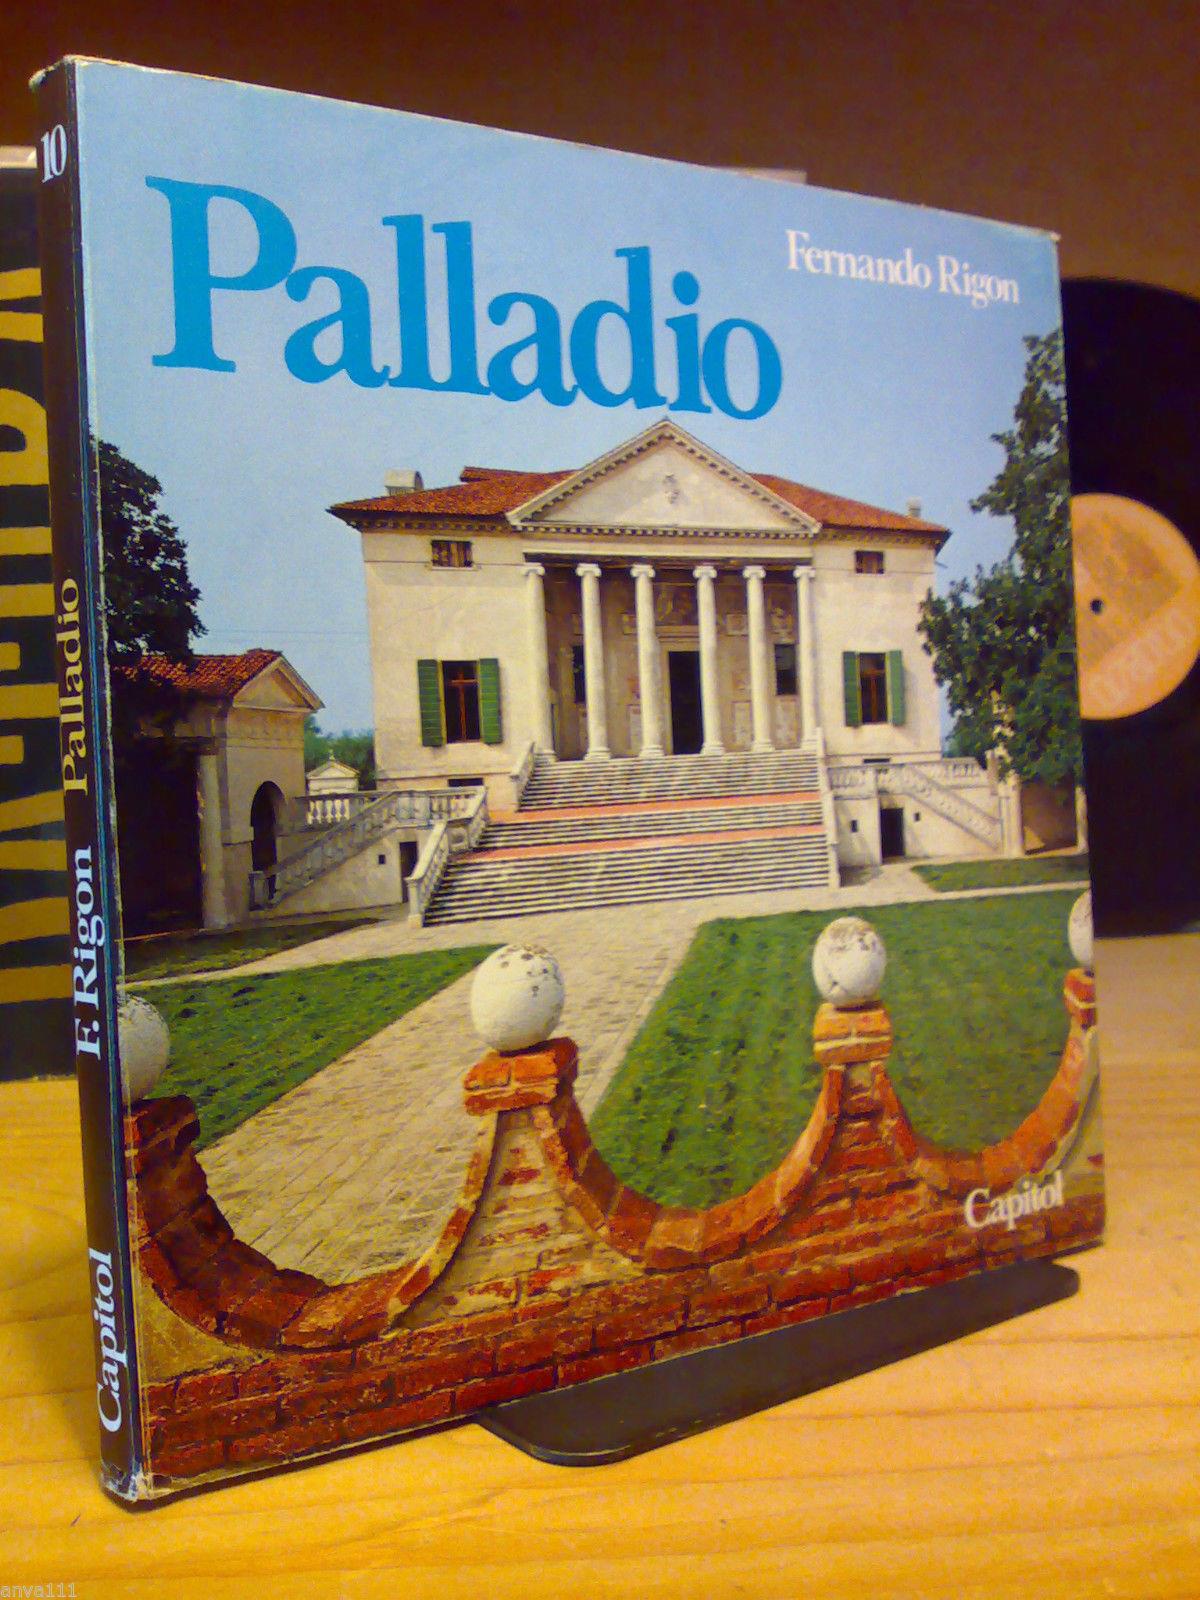 10
Palladio
Fernando Rigon
F. Rigon Palladio
Capitol
Capitol
anva111